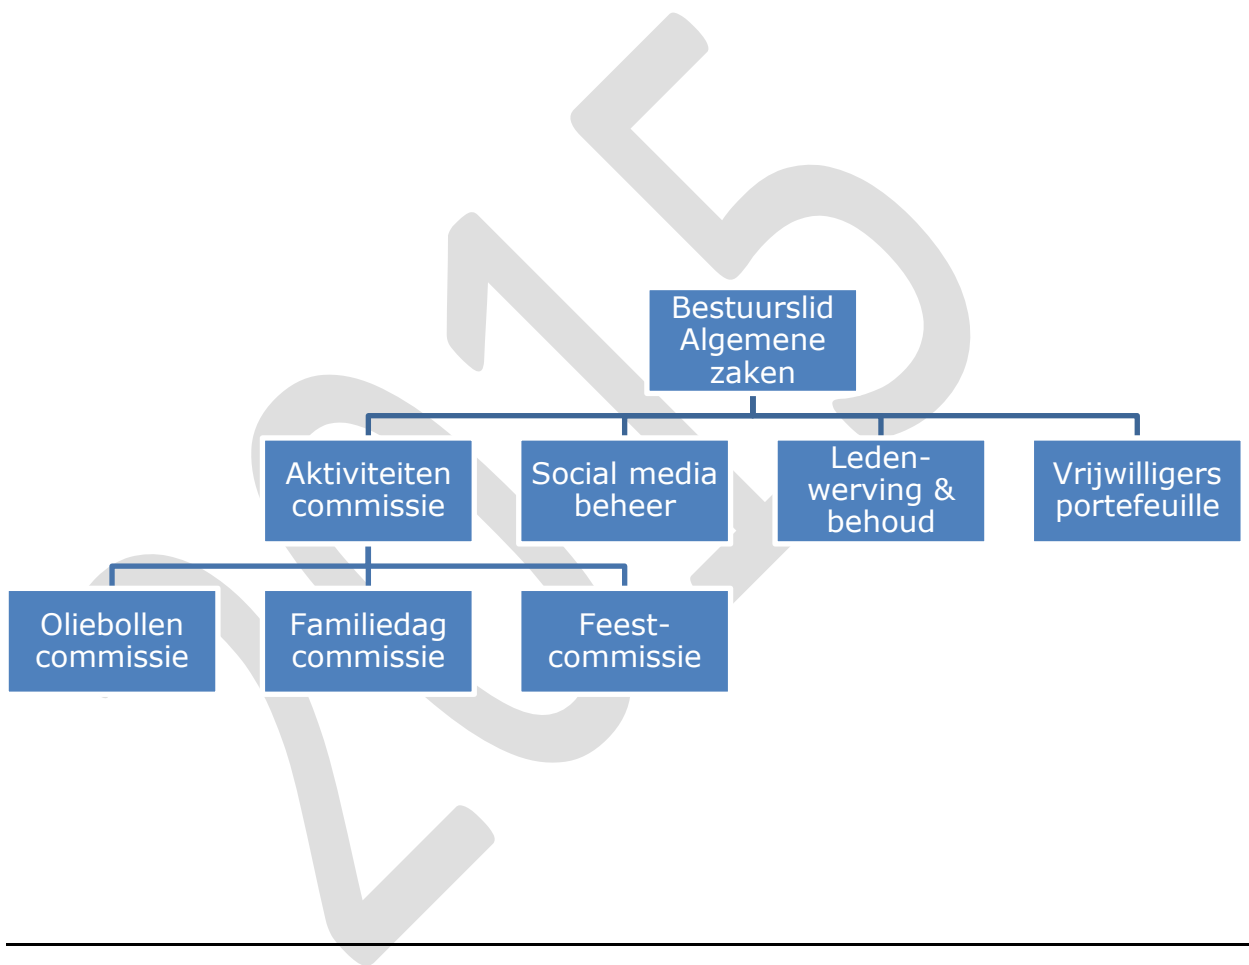 2015
Bestuurslid
Algemene
zaken
Aktiviteiten
commissie
Social media
beheer
Leden-
werving &
behoud
Vrijwilligers
portefeuille
Oliebollen
commissie
Familiedag
commissie
Feest-
commissie